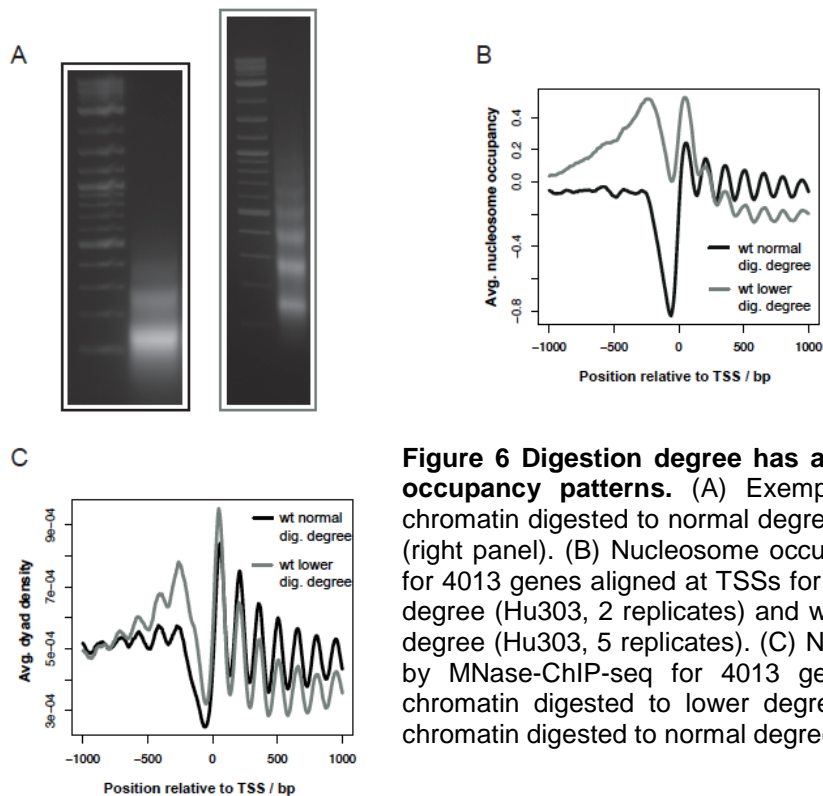 A
B
Avg. nucleosome occupancy
0.4
0.2
0.0
−0.4
−0.8
wt normal
dig. degree
wt lower
dig. degree
−1000
−500
0
500
1000
Position relative to TSS / bp
C
Avg. dyad density
9e−04
7e−04
5e−04
3e−04
wt normal
dig. degree
wt lower
dig. degree
−1000
−500
0
500
1000
Position relative to TSS / bp
Figure 6 Digestion degree has a
occupancy patterns. (A) Exemp
chromatin digested to normal degre
(right panel). (B) Nucleosome occu
for 4013 genes aligned at TSSs for
degree (Hu303, 2 replicates) and w
degree (Hu303, 5 replicates). (C) N
by MNase-ChIP-seq for 4013 ge
chromatin digested to lower degre
chromatin digested to normal degree